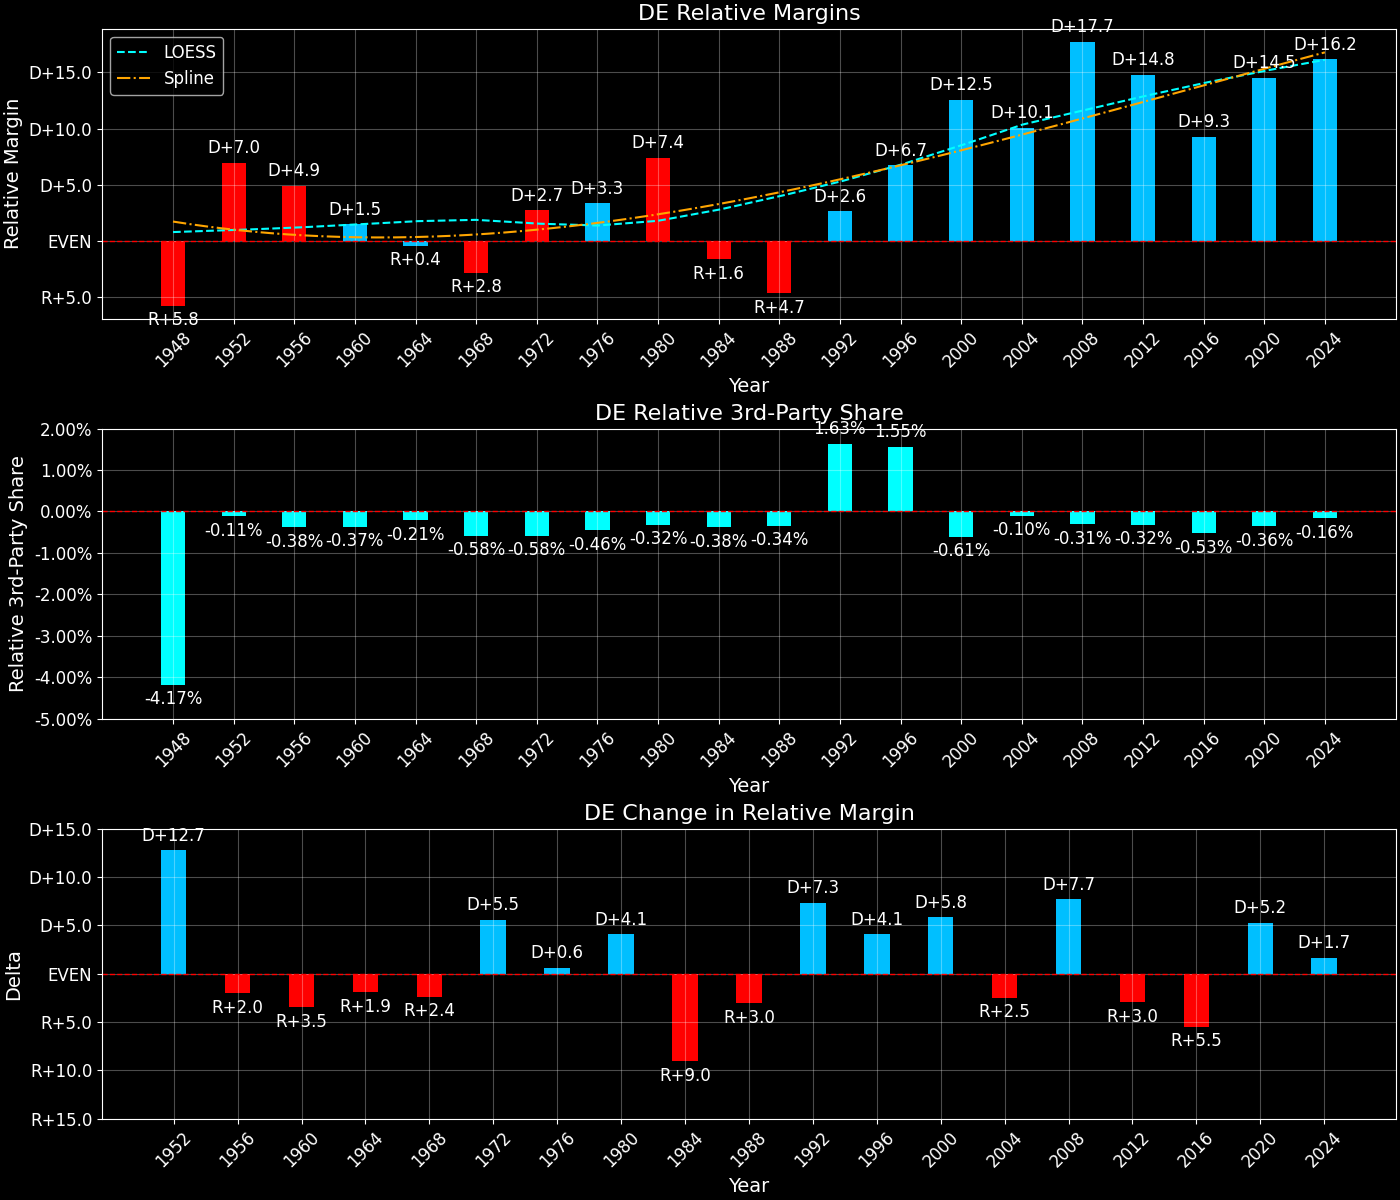 DE Relative Margins
LOESS
Spline
Relative Margin
D+15.0
D+10.0
D+5.0
EVEN
R+5.0
R+5.8
D+7.0
D+4.9
D+1.5
R+0.4
R+2.8
D+2.7
D+3.3
D+7.4
R+1.6
R+4.7
D+2.6
D+6.7
D+12.5
D+10.1
D+17.7
D+14.8
D+9.3
D+14.5
D+16.2
1948 1952 1956 1960 1964 1968 1972 1976 1980 1984 1988 1992 1996 2000 2004 2008 2012 2016 2020 2024
Year
DE Relative 3rd-Party Share
Relative 3rd-Party Share
2.00%
1.00%
0.00%
-1.00%
-2.00%
-3.00%
-4.00%
-5.00%
-4.17%
-0.11%
-0.38%
-0.37%
-0.21%
-0.58%
-0.58%
-0.46%
-0.32%
-0.38%
-0.34%
1.63%
1.55%
-0.61%
-0.10%
-0.31%
-0.32%
-0.53%
-0.36%
-0.16%
1948 1952 1956 1960 1964 1968 1972 1976 1980 1984 1988 1992 1996 2000 2004 2008 2012 2016 2020 2024
Year
DE Change in Relative Margin
Delta
D+15.0
D+10.0
D+5.0
EVEN
R+5.0
R+10.0
R+15.0
D+12.7
R+2.0
R+3.5
R+1.9
R+2.4
D+5.5
D+0.6
D+4.1
R+9.0
R+3.0
D+7.3
D+4.1
D+5.8
R+2.5
D+7.7
R+3.0
R+5.5
D+5.2
D+1.7
1952 1956 1960 1964 1968 1972 1976 1980 1984 1988 1992 1996 2000 2004 2008 2012 2016 2020 2024
Year